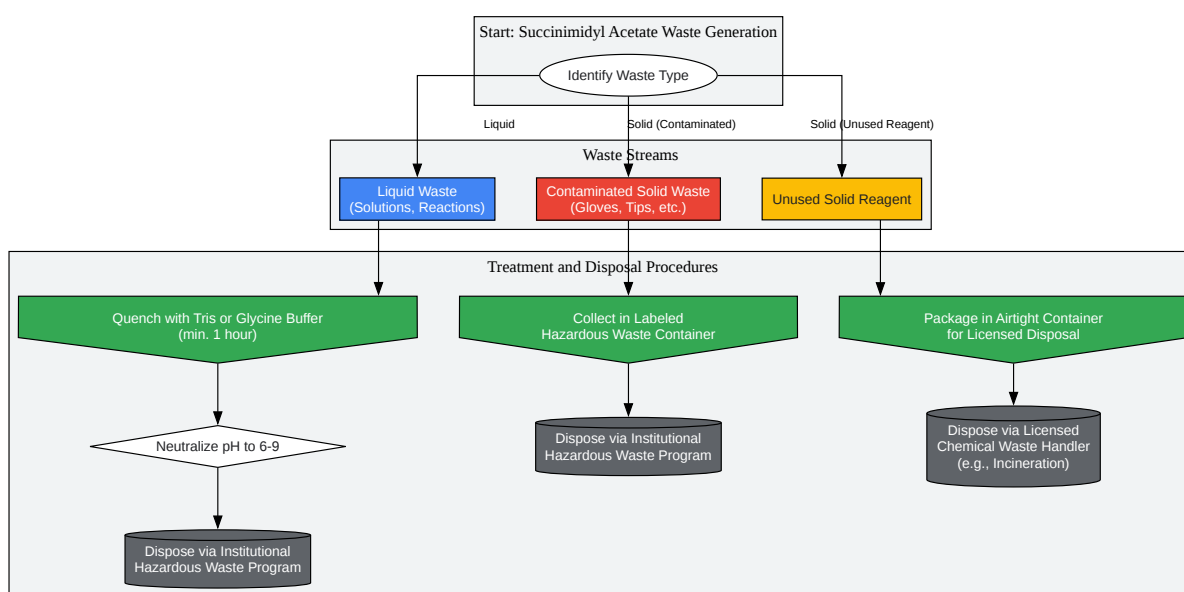 Start: Succinimidyl Acetate Waste Generation
Identify Waste Type
Liquid
Solid (Contaminated)
Solid (Unused Reagent)
Waste Streams
Liquid Waste
(Solutions, Reactions)
Contaminated Solid Waste
(Gloves, Tips, etc.)
Unused Solid Reagent
Treatment and Disposal Procedures
Quench with Tris or Glycine Buffer
(min. 1 hour)
Collect in Labeled
Hazardous Waste Container
Package in Airtight Container
for Licensed Disposal
Neutralize pH to 6-9
Dispose via Institutional
Hazardous Waste Program
Dispose via Licensed
Chemical Waste Handler
(e.g., Incineration)
Dispose via Institutional
Hazardous Waste Program